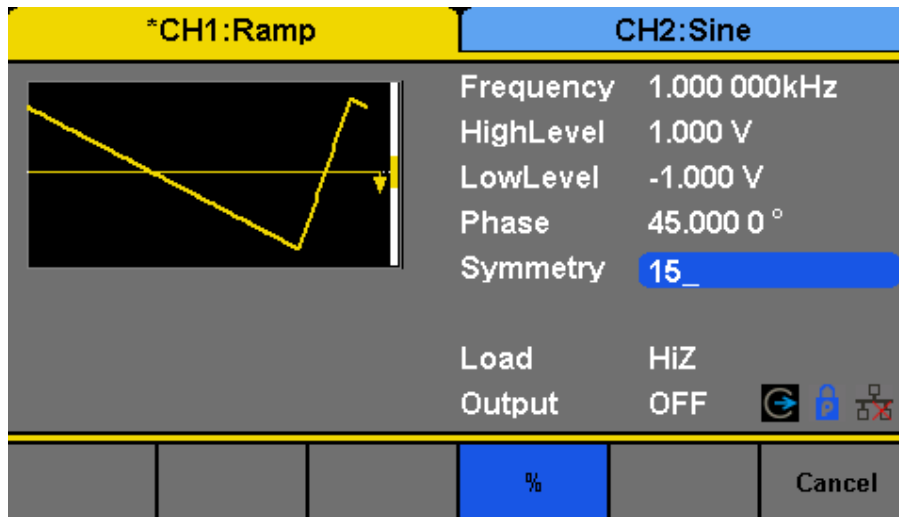 *CH1:Ramp
CH2:Sine
Frequency 1.000 000kHz
HighLevel 1.000 V
LowLevel -1.000 V
Phase 45.000 0 °
Symmetry 15_
Load HiZ
Output OFF P
% Cancel